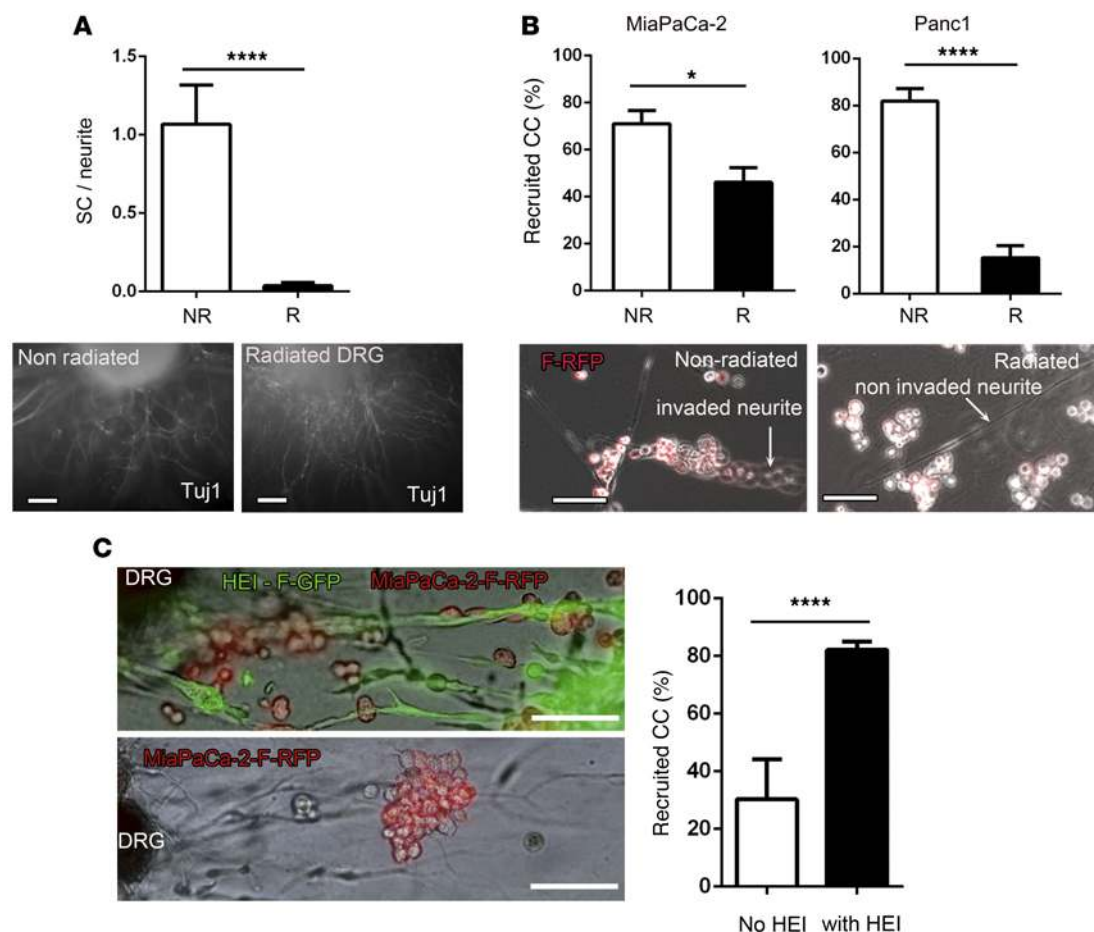 A
1.5
1.0
0.5
0.0
SC / neurite
****
NR
R
Non radiated
Tuj1
Radiated DRG
Tuj1
B
MiaPaCa-2
Panc1
100
80
60
40
20
0
Recruited CC (%)
*
NR
R
100
80
60
40
20
0
****
NR
R
F-RFP
Non-radiated
invaded neurite
Radiated
non invaded neurite
C
DRG
HEI - F-GFP
MiaPaCa-2-F-RFP
MiaPaCa-2-F-RFP
DRG
100
80
60
40
20
0
Recruited CC (%)
****
No HEI
with HEI